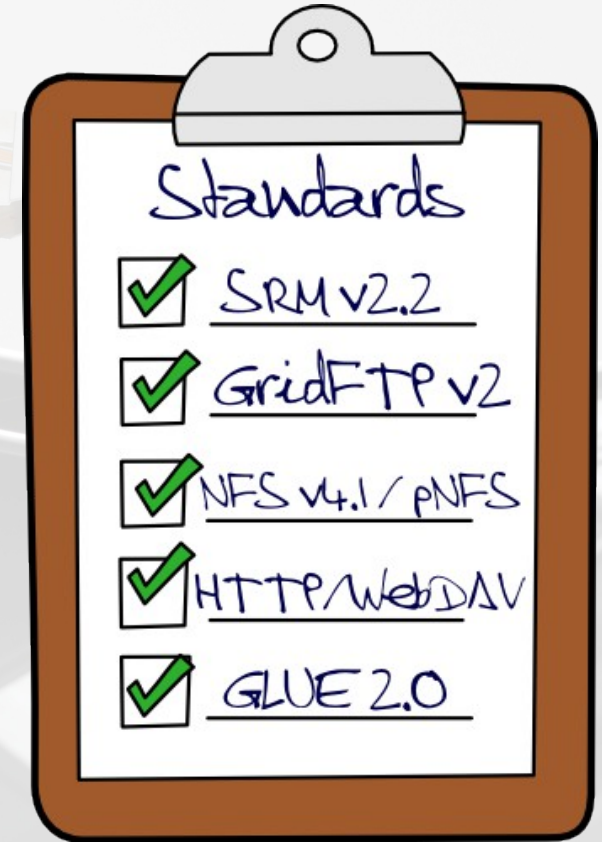 Standards
SRM v2.2
GridFTP v2
NFS v4.1 / pNFS
HTTP/WebDAV
GLUE 2.0